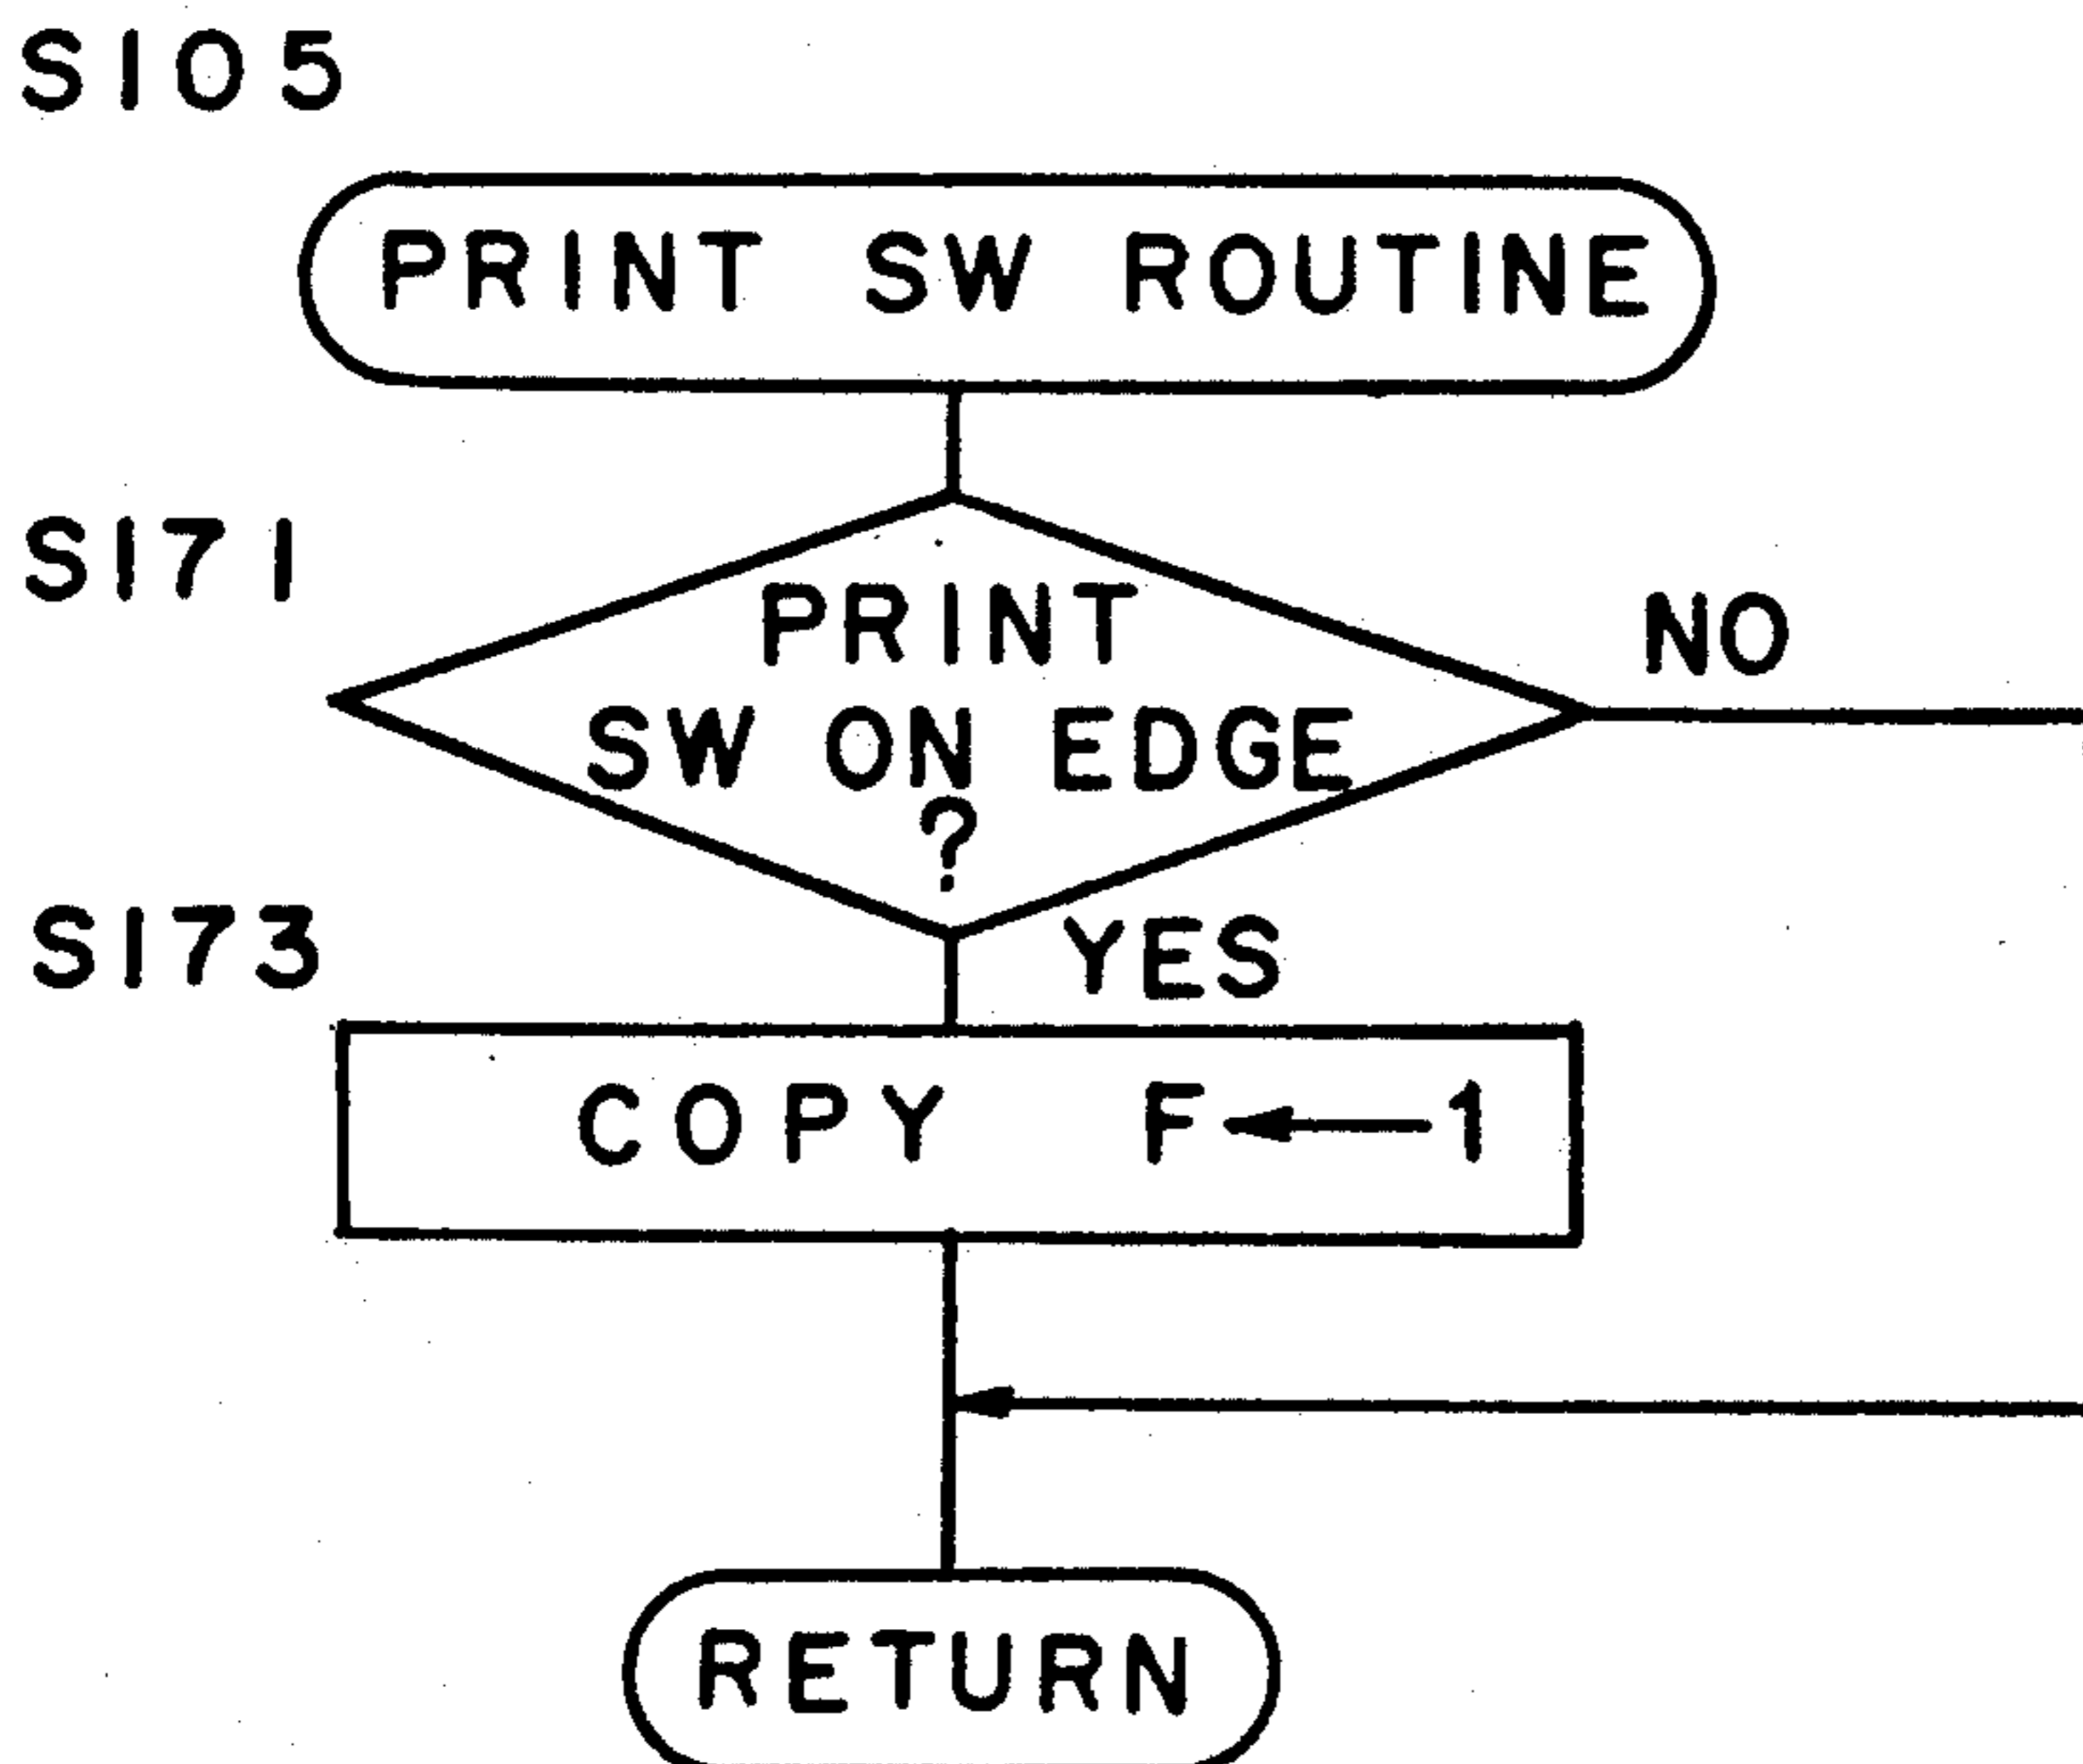 S105
PRINT SW ROUTINE
S171
PRINT
SW ON EDGE
?
NO
S173
YES
COPY F←1
RETURN